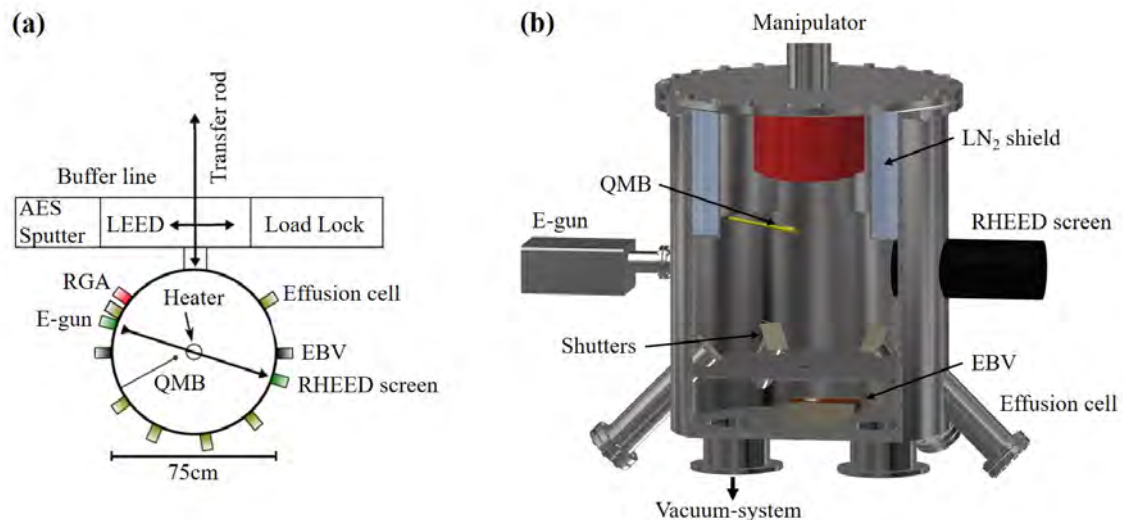 (a)
Transfer rod
Buffer line
AES
Sputter
LEED
Load Lock
RGA
Heater
Effusion cell
E-gun
EBV
QMB
RHEED screen
75cm
(b)
Manipulator
LN₂ shield
QMB
E-gun
RHEED screen
Shutters
EBV
Effusion cell
Vacuum-system